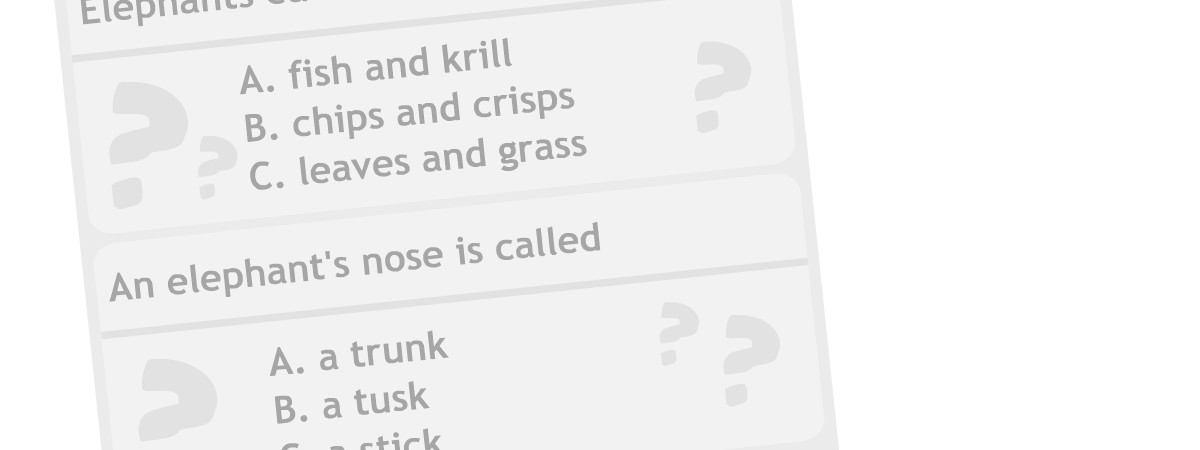 Elephants
A. fish and krill
B. chips and crisps
C. leaves and grass
An elephant's nose is called
A. a trunk
B. a tusk
C. a stick